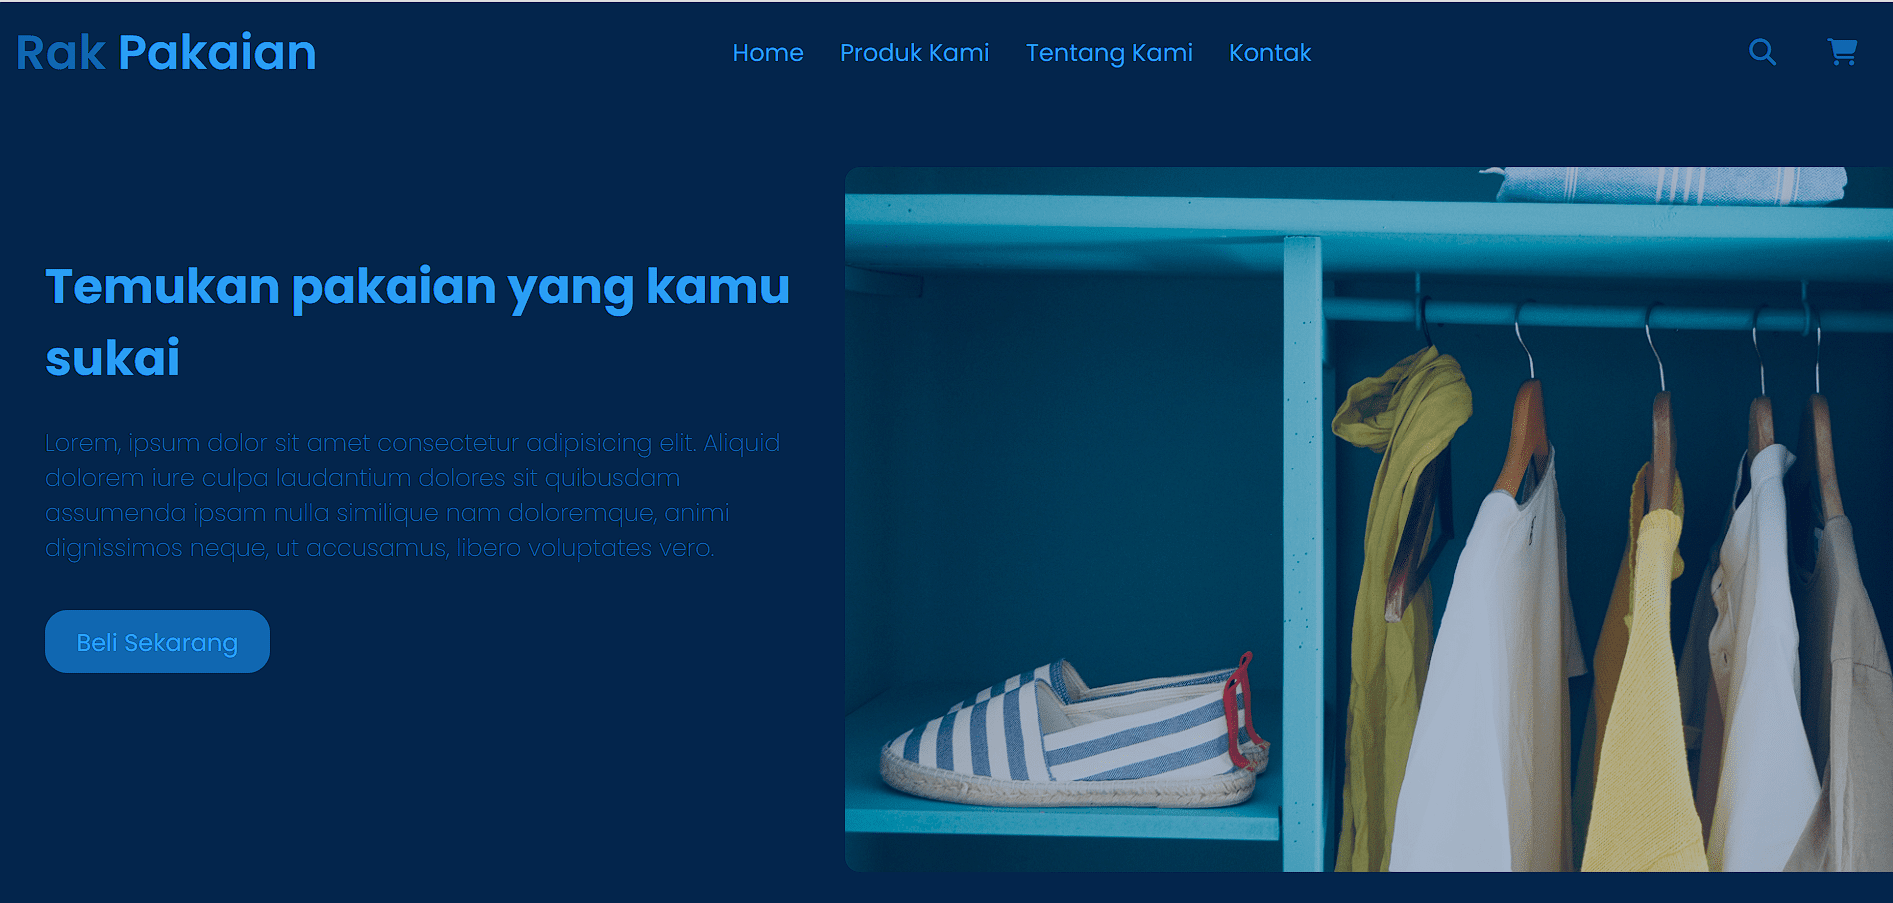 Rak Pakaian
Home Produk Kami Tentang Kami Kontak
Temukan pakaian yang kamu
sukai
Lorem, ipsum dolor sit amet consectetur adipisicing elit. Aliquid
dolorem iure culpa laudantium dolores sit quibusdam
assumenda ipsam nulla similique nam doloremque, animi
dignissimos neque, ut accusamus, libero voluptates vero.
Beli Sekarang